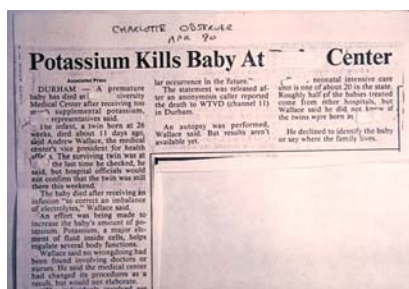 CHARLOTTE OBSERVER
APR 90
Potassium Kills Baby At Center
Associated Press
DURHAM — A premature
baby has died at versity
Medical Center after receiving too
supplemental potassium,
representatives said.
The infant, a twin born at 26
weeks, died about 11 days ago,
said Andrew Wallace, the medical
center's vice president for health
The surviving twin was at
the last time he checked, he
said, but hospital officials would
not confirm that the twin was still
there this weekend.
The baby died after receiving an
infusion "to correct an imbalance
of electrolytes," Wallace said.
An effort was being made to
increase the baby's amount of po-
tassium. Potassium, a major ele-
ment of fluid inside cells, helps
regulate several body functions.
Wallace said no wrongdoing had
been found involving doctors or
nurses. He said the medical center
had changed its procedures as a
result, but would not elaborate.
lar occurrence in the future."
The statement was released af-
ter an anonymous caller reported
the death to WTVD (channel 11)
in Durham.
An autopsy was performed,
Wallace said. But results aren't
available yet.
neonatal intensive care
unit is one of about 20 in the state.
Roughly half of the babies treated
come from other hospitals, but
Wallace said he did not know if
the twins were born at
He declined to identify the baby
or say where the family lives.